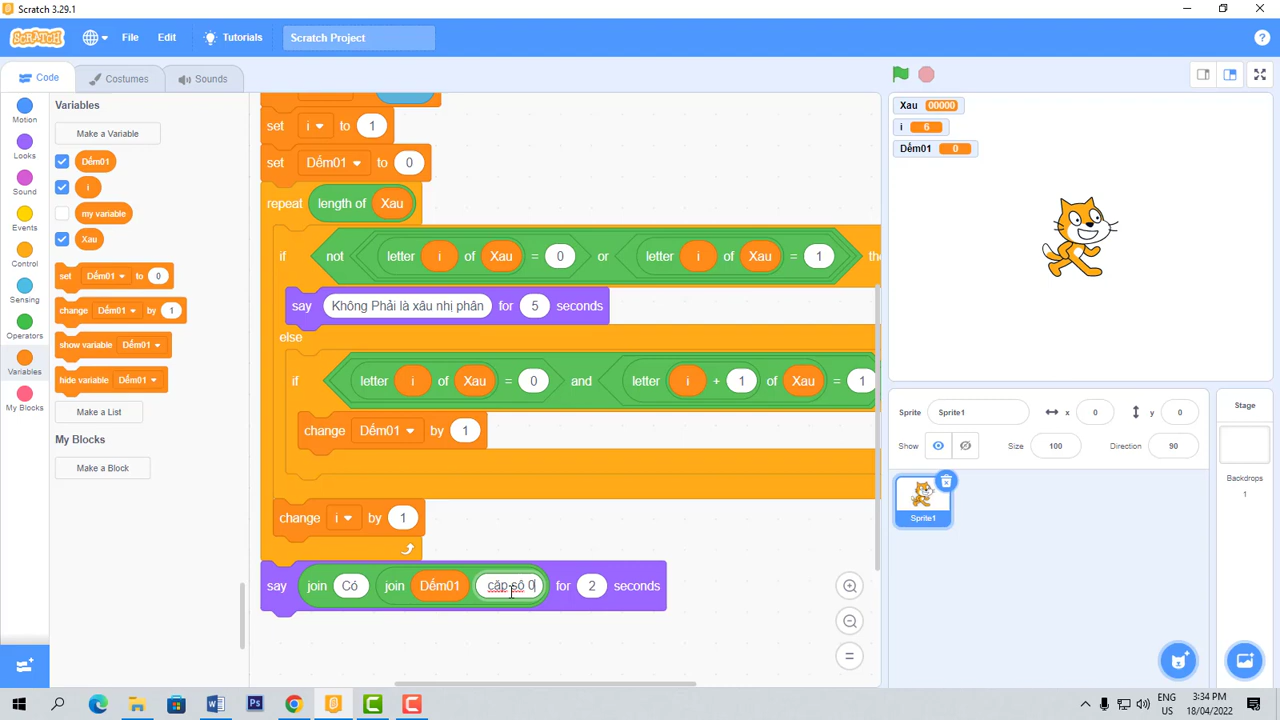 Scratch 3.29.1
SCRATCH File Edit Tutorials Scratch Project
Code Costumes Sounds
Motion
Looks
Sound
Events
Control
Sensing
Operators
Variables
My Blocks
Variables
Make a Variable
Đếm01
i
my variable
Xau
set Đếm01 to 0
change Đếm01 by 1
show variable Đếm01
hide variable Đếm01
Make a List
My Blocks
Make a Block
set i to 1
set Đếm01 to 0
repeat length of Xau
if not letter i of Xau = 0 or letter i of Xau = 1 the
say Không Phải là xâu nhị phân for 5 seconds
else
if letter i of Xau = 0 and letter i + 1 of Xau = 1
change Đếm01 by 1
change i by 1
say join Có join Đếm01 cặp số 0 for 2 seconds
Xau 00000
i 6
Đếm01 0
Sprite Sprite1 x 0 y 0
Show Size 100 Direction 90
Sprite1
Stage
Backdrops
1
ENG
US
3:34 PM
18/04/2022